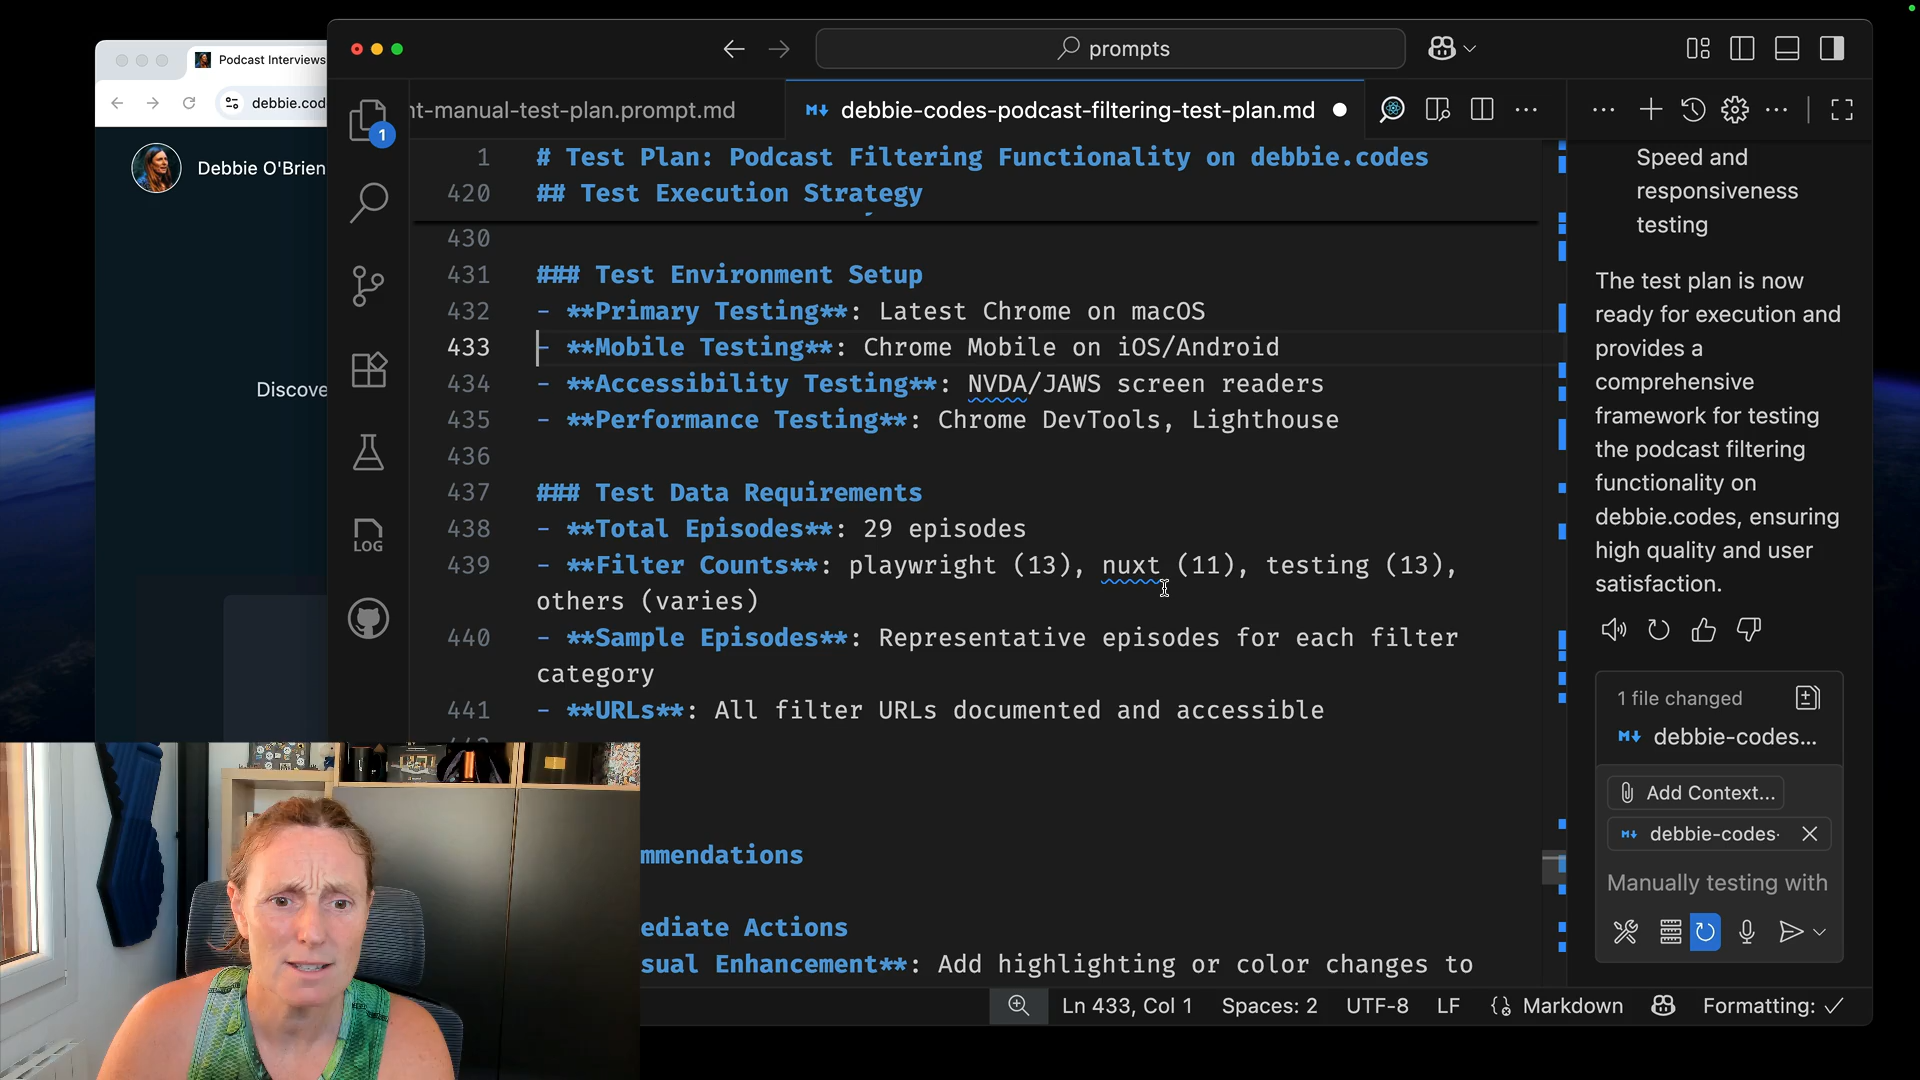 Podcast Interviews
debbie.cod
Debbie O'Brien
Discove
prompts
nt-manual-test-plan.prompt.md
debbie-codes-podcast-filtering-test-plan.md
1
1 # Test Plan: Podcast Filtering Functionality on debbie.codes
420 ## Test Execution Strategy
430
431 ### Test Environment Setup
432 - **Primary Testing**: Latest Chrome on macOS
433 - **Mobile Testing**: Chrome Mobile on iOS/Android
434 - **Accessibility Testing**: NVDA/JAWS screen readers
435 - **Performance Testing**: Chrome DevTools, Lighthouse
436
437 ### Test Data Requirements
438 - **Total Episodes**: 29 episodes
439 - **Filter Counts**: playwright (13), nuxt (11), testing (13),
others (varies)
440 - **Sample Episodes**: Representative episodes for each filter
category
441 - **URLs**: All filter URLs documented and accessible
mmendations
ediate Actions
sual Enhancement**: Add highlighting or color changes to
LOG
Speed and
responsiveness
testing
The test plan is now
ready for execution and
provides a
comprehensive
framework for testing
the podcast filtering
functionality on
debbie.codes, ensuring
high quality and user
satisfaction.
1 file changed
debbie-codes...
Add Context...
debbie-codes-
Manually testing with
Ln 433, Col 1
Spaces: 2
UTF-8
LF
Markdown
Formatting: ✓